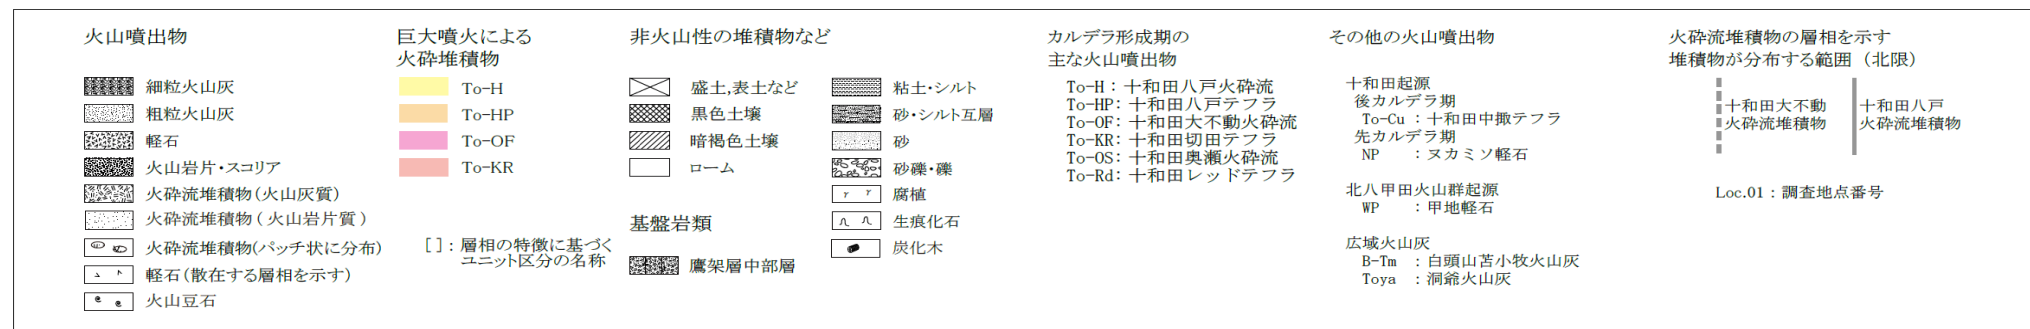 火山噴出物
細粒火山灰
粗粒火山灰
軽石
火山岩片・スコリア
火砕流堆積物(火山灰質)
火砕流堆積物(火山岩片質)
火砕流堆積物(パッチ状に分布)
軽石(散在する層相を示す)
火山豆石
巨大噴火による
火砕堆積物
To-H
To-HP
To-OF
To-KR
[ ]：層相の特徴に基づく
ユニット区分の名称
非火山性の堆積物など
盛土,表土など
黒色土壌
暗褐色土壌
ローム
基盤岩類
鷹架層中部層
粘土・シルト
砂・シルト互層
砂
砂礫・礫
腐植
生痕化石
炭化木
カルデラ形成期の
主な火山噴出物
To-H：十和田八戸火砕流
To-HP：十和田八戸テフラ
To-OF：十和田大不動火砕流
To-KR：十和田切田テフラ
To-OS：十和田奥瀬火砕流
To-Rd：十和田レッドテフラ
その他の火山噴出物
十和田起源
後カルデラ期
To-Cu：十和田中掫テフラ
先カルデラ期
NP：ヌカミソ軽石
北八甲田火山群起源
WP：甲地軽石
広域火山灰
B-Tm：白頭山苫小牧火山灰
Toya：洞爺火山灰
火砕流堆積物の層相を示す
堆積物が分布する範囲（北限）
十和田大不動
火砕流堆積物
十和田八戸
火砕流堆積物
Loc.01：調査地点番号